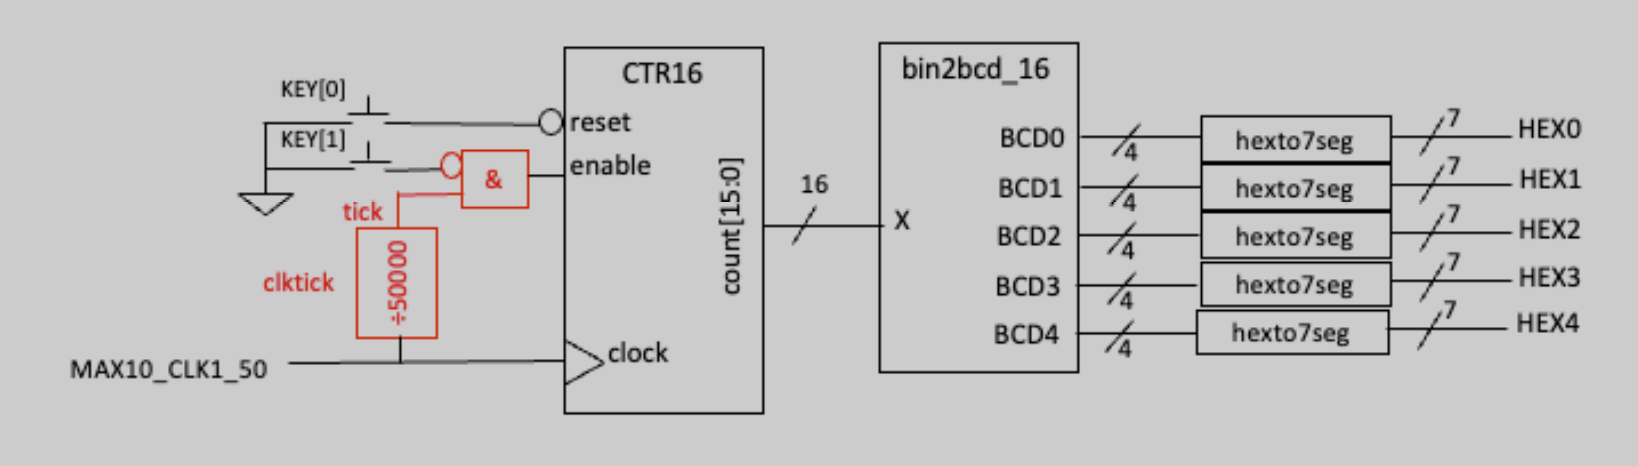 KEY[0]
KEY[1]
tick
clktick
÷50000
&
MAX10_CLK1_50
CTR16
reset
enable
count[15:0]
clock
16
bin2bcd_16
X
BCD0
BCD1
BCD2
BCD3
BCD4
4
4
4
4
4
hexto7seg
hexto7seg
hexto7seg
hexto7seg
hexto7seg
7
7
7
7
7
HEX0
HEX1
HEX2
HEX3
HEX4